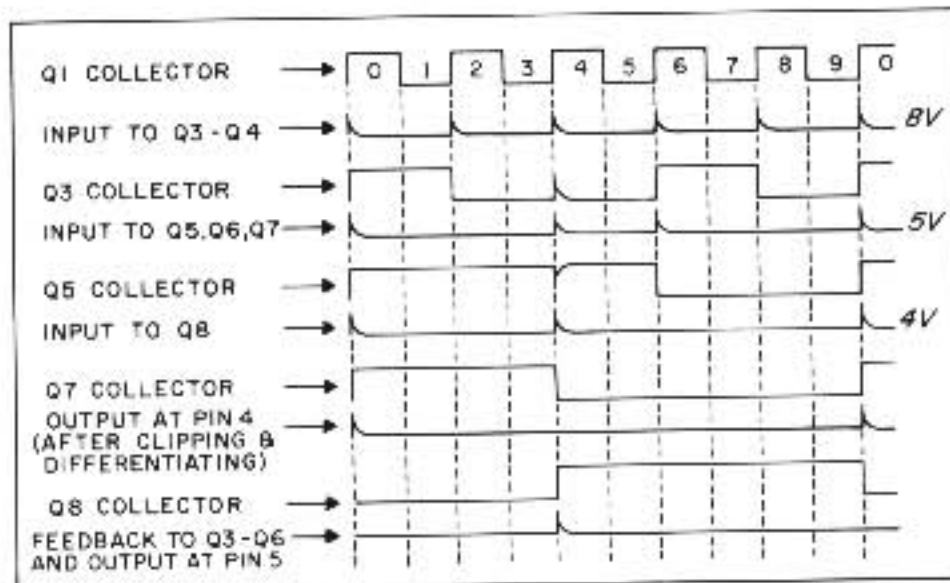 Q1 COLLECTOR
0 1 2 3 4 5 6 7 8 9 0
INPUT TO Q3-Q4
8V
Q3 COLLECTOR
INPUT TO Q5,Q6,Q7
5V
Q5 COLLECTOR
INPUT TO Q8
4V
Q7 COLLECTOR
OUTPUT AT PIN 4
(AFTER CLIPPING &
DIFFERENTIATING)
Q8 COLLECTOR
FEEDBACK TO Q3-Q6
AND OUTPUT AT PIN 5